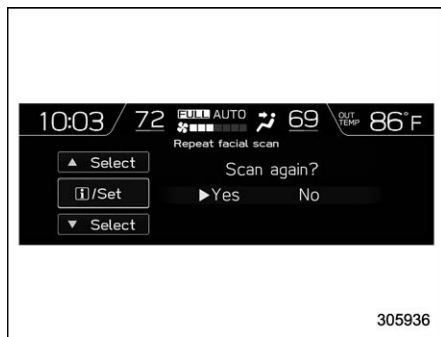 10:03 72 FULL AUTO 69 OUT TEMP 86°F
Repeat facial scan
▲ Select
Scan again?
i/Set
▶Yes No
▼ Select
305936